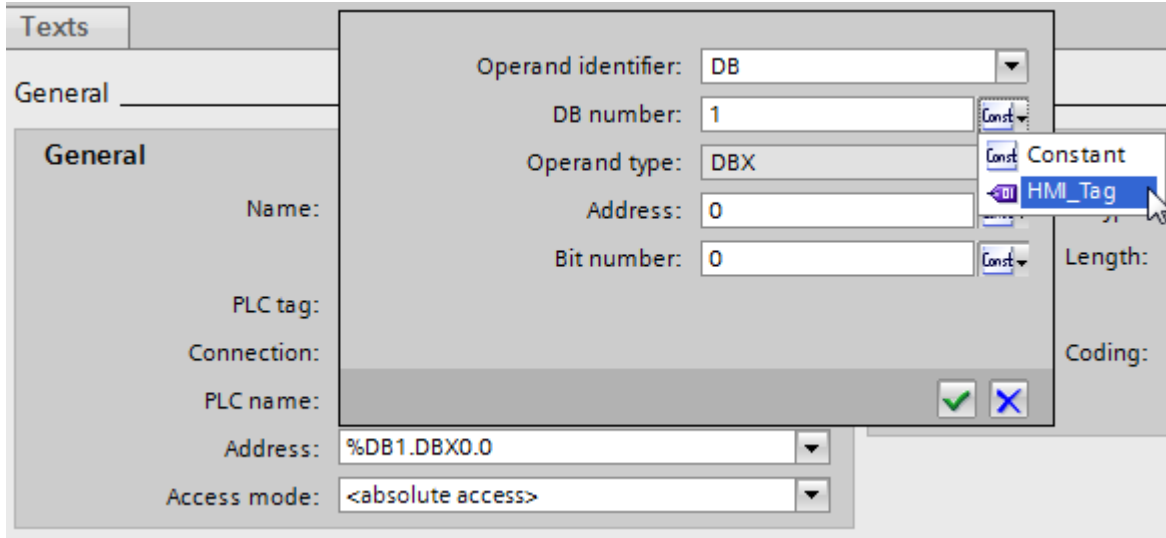 Texts
General
General
Name:
PLC tag:
Connection:
PLC name:
Address: %DB1.DBX0.0
Access mode: <absolute access>
Operand identifier: DB
DB number: 1 Const
Operand type: DBX
Address: 0
Bit number: 0 Const
Const Constant
HMI_Tag
Length:
Coding: